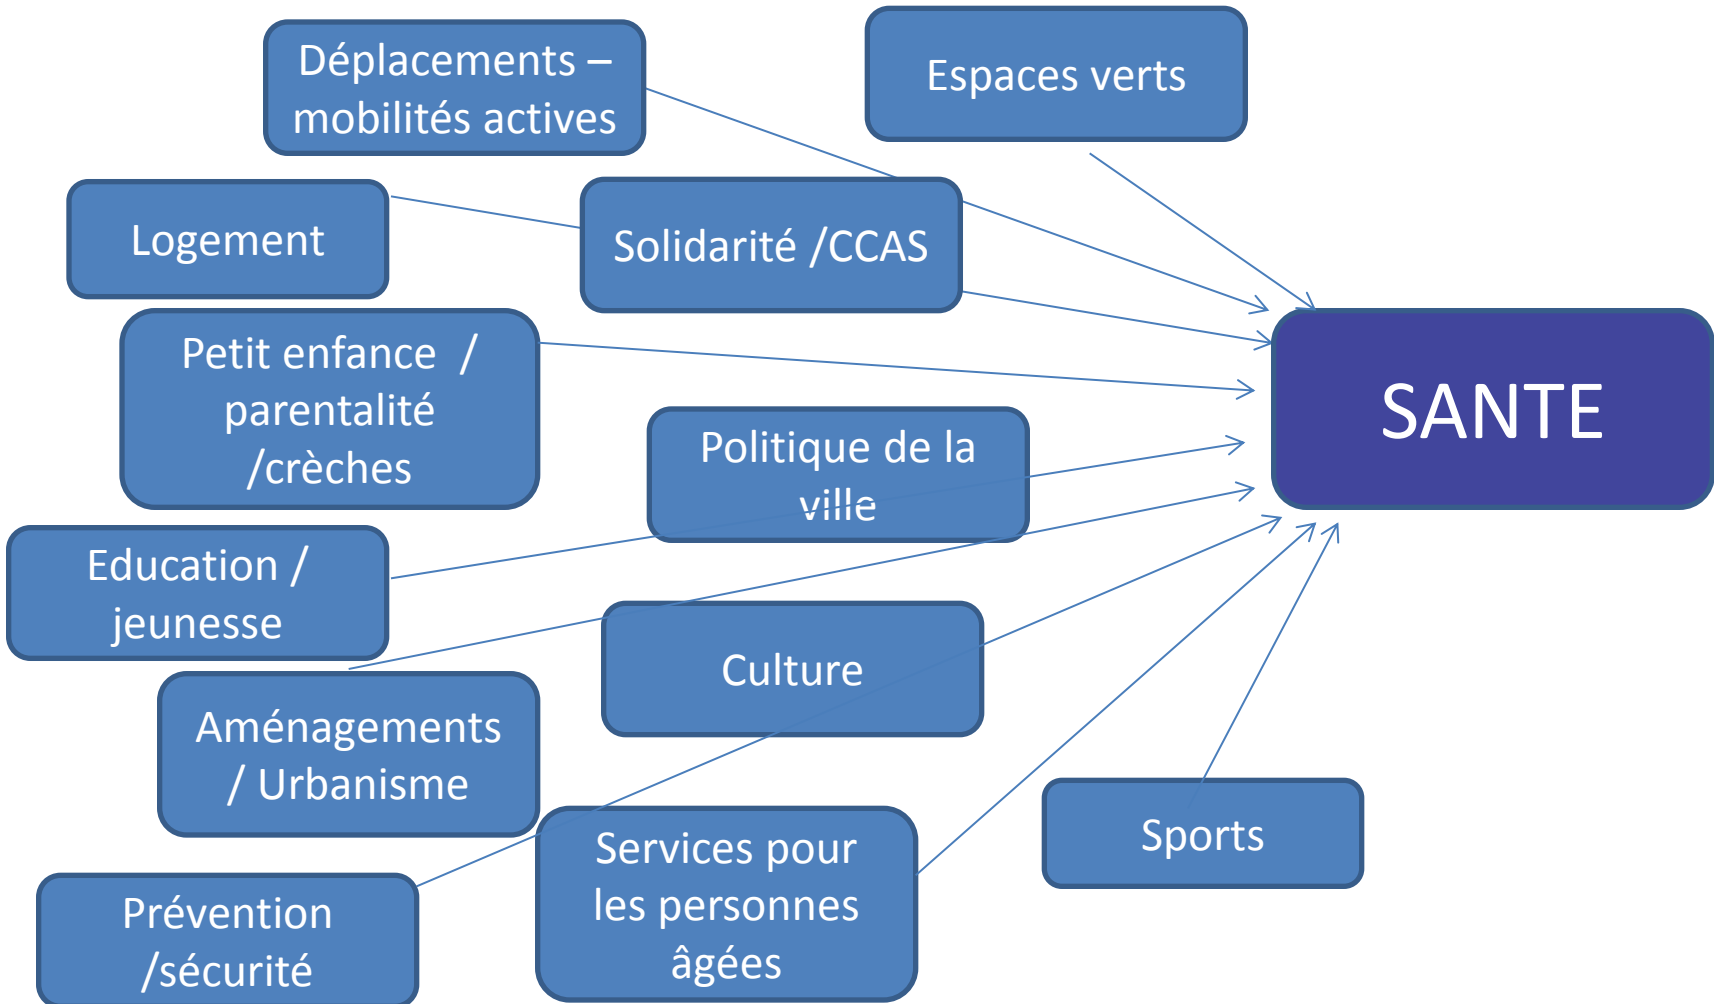 Déplacements –
mobilités actives
Espaces verts
Logement
Solidarité /CCAS
Petit enfance /
parentalité
/crèches
SANTE
Politique de la
ville
Education /
jeunesse
Culture
Aménagements
/ Urbanisme
Services pour
les personnes
âgées
Sports
Prévention
/sécurité